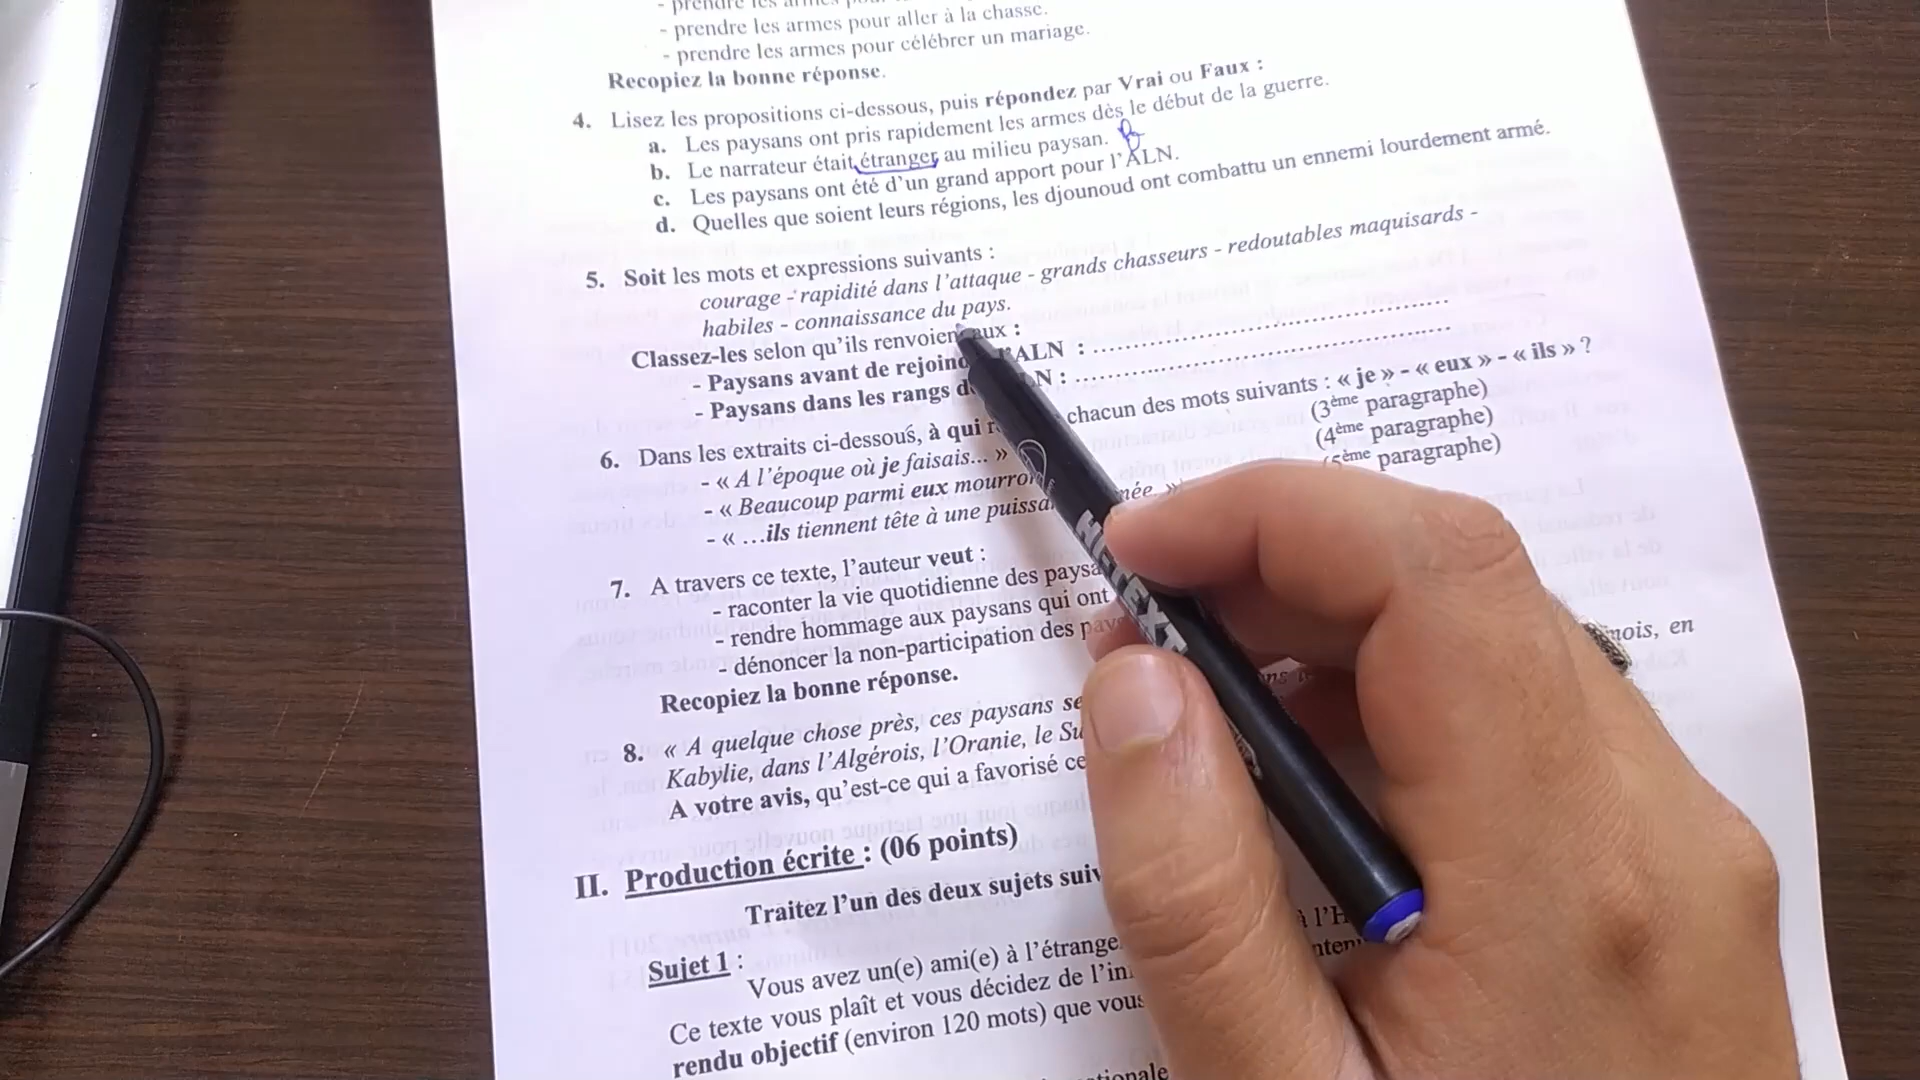 - prendre les armes pour
- prendre les armes pour aller à la chasse.
- prendre les armes pour célébrer un mariage.
Recopiez la bonne réponse.
4. Lisez les propositions ci-dessous, puis répondez par Vrai ou Faux :
a. Les paysans ont pris rapidement les armes dès le début de la guerre.
b. Le narrateur était étranger au milieu paysan.
c. Les paysans ont été d'un grand apport pour l'ALN.
d. Quelles que soient leurs régions, les djounoud ont combattu un ennemi lourdement armé.
5. Soit les mots et expressions suivants :
courage - rapidité dans l'attaque - grands chasseurs - redoutables maquisards -
habiles - connaissance du pays.
Classez-les selon qu'ils renvoient aux :
- Paysans avant de rejoind l'ALN : ..........
- Paysans dans les rangs d LN : ..........
6. Dans les extraits ci-dessous, à qui r chacun des mots suivants : « je » - « eux » - « ils » ?
- « A l'époque où je faisais... » (3ème paragraphe)
- « Beaucoup parmi eux mourron (4ème paragraphe)
- « ...ils tiennent tête à une puissa née. » (5ème paragraphe)
7. A travers ce texte, l'auteur veut :
- raconter la vie quotidienne des paysa
- rendre hommage aux paysans qui ont
- dénoncer la non-participation des pay
Recopiez la bonne réponse.
8. « A quelque chose près, ces paysans se nois, en
Kabylie, dans l'Algérois, l'Oranie, le Su
A votre avis, qu'est-ce qui a favorisé ce
II. Production écrite : (06 points)
Traitez l'un des deux sujets suiv
Sujet 1 :
Vous avez un(e) ami(e) à l'étrange à l'H
Ce texte vous plaît et vous décidez de l'in
rendu objectif (environ 120 mots) que vous
tionale
HI-TEXT